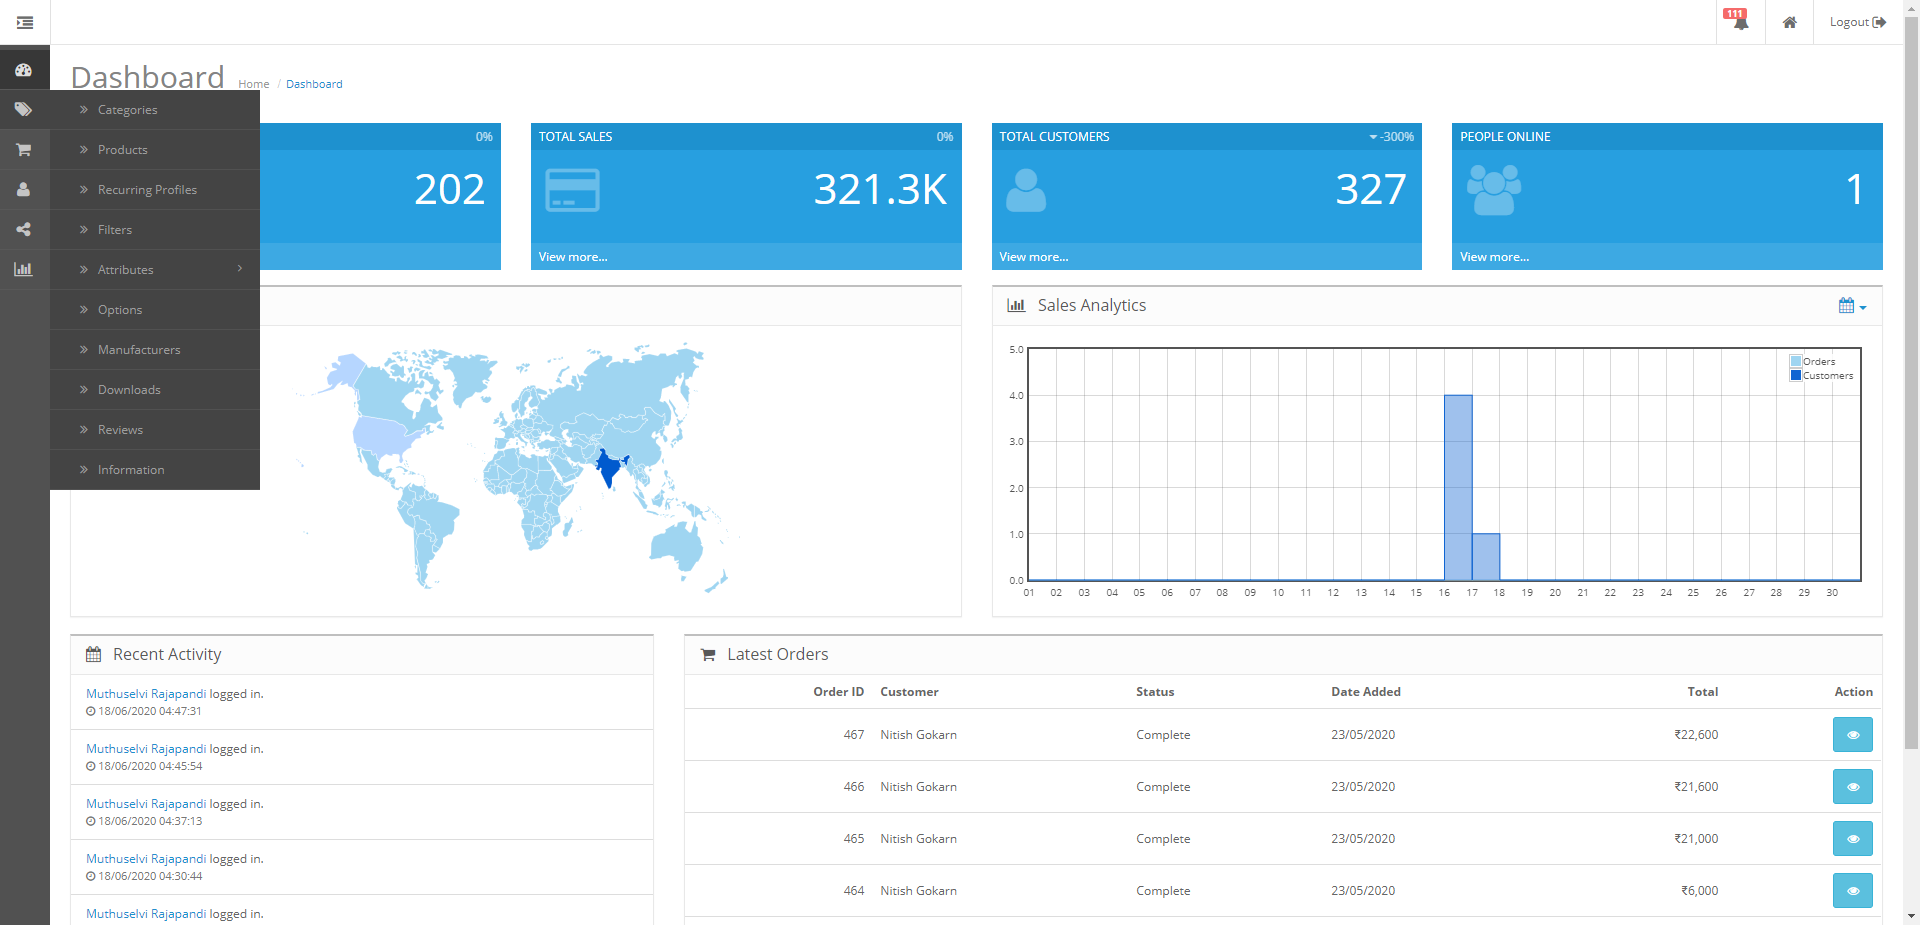 111
Logout
Dashboard
Home / Dashboard
Categories
Products
Recurring Profiles
Filters
Attributes
Options
Manufacturers
Downloads
Reviews
Information
0%
202
TOTAL SALES 0%
321.3K
View more...
TOTAL CUSTOMERS -300%
327
View more...
PEOPLE ONLINE
1
View more...
Sales Analytics
Orders
Customers
5.0
4.0
3.0
2.0
1.0
0.0
01 02 03 04 05 06 07 08 09 10 11 12 13 14 15 16 17 18 19 20 21 22 23 24 25 26 27 28 29 30
Recent Activity
Muthuselvi Rajapandi logged in.
18/06/2020 04:47:31
Muthuselvi Rajapandi logged in.
18/06/2020 04:45:54
Muthuselvi Rajapandi logged in.
18/06/2020 04:37:13
Muthuselvi Rajapandi logged in.
18/06/2020 04:30:44
Muthuselvi Rajapandi logged in.
Latest Orders
Order ID Customer Status Date Added Total Action
467 Nitish Gokarn Complete 23/05/2020 ₹22,600
466 Nitish Gokarn Complete 23/05/2020 ₹21,600
465 Nitish Gokarn Complete 23/05/2020 ₹21,000
464 Nitish Gokarn Complete 23/05/2020 ₹6,000